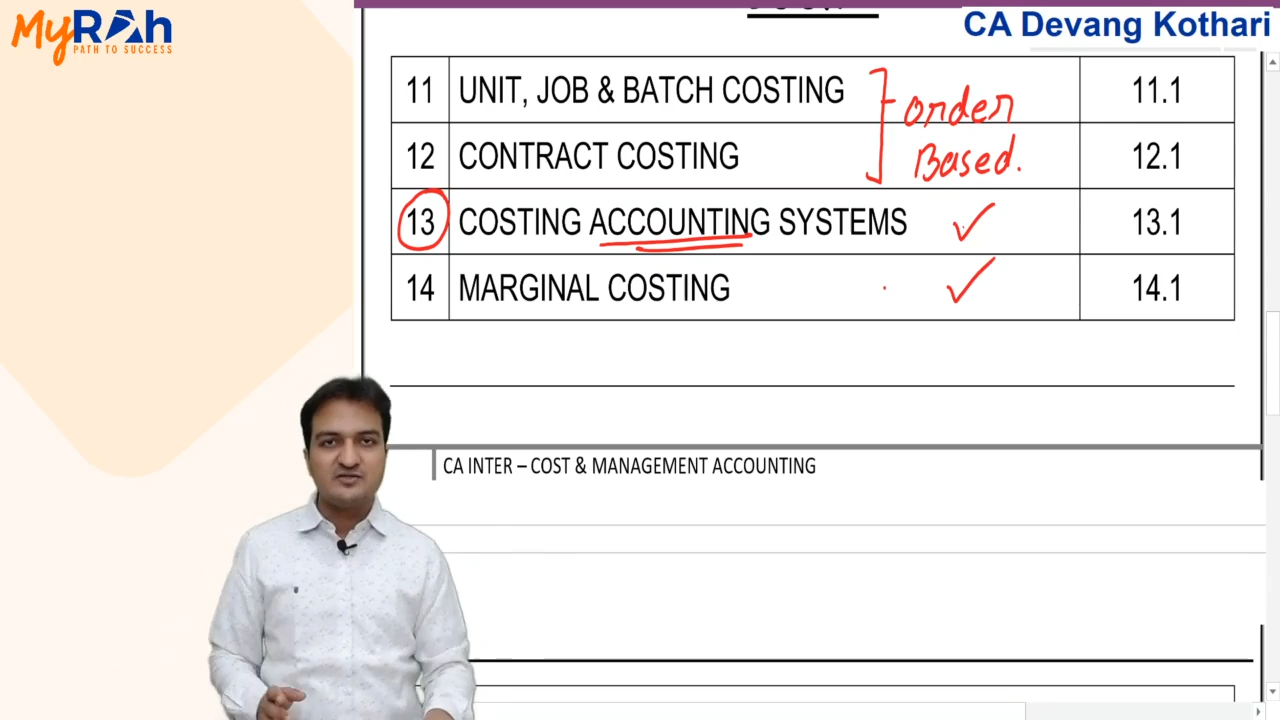 MyRAh
PATH TO SUCCESS
CA Devang Kothari
11 UNIT, JOB & BATCH COSTING 11.1
order
Based.
12 CONTRACT COSTING 12.1
13 COSTING ACCOUNTING SYSTEMS 13.1
14 MARGINAL COSTING 14.1
CA INTER – COST & MANAGEMENT ACCOUNTING